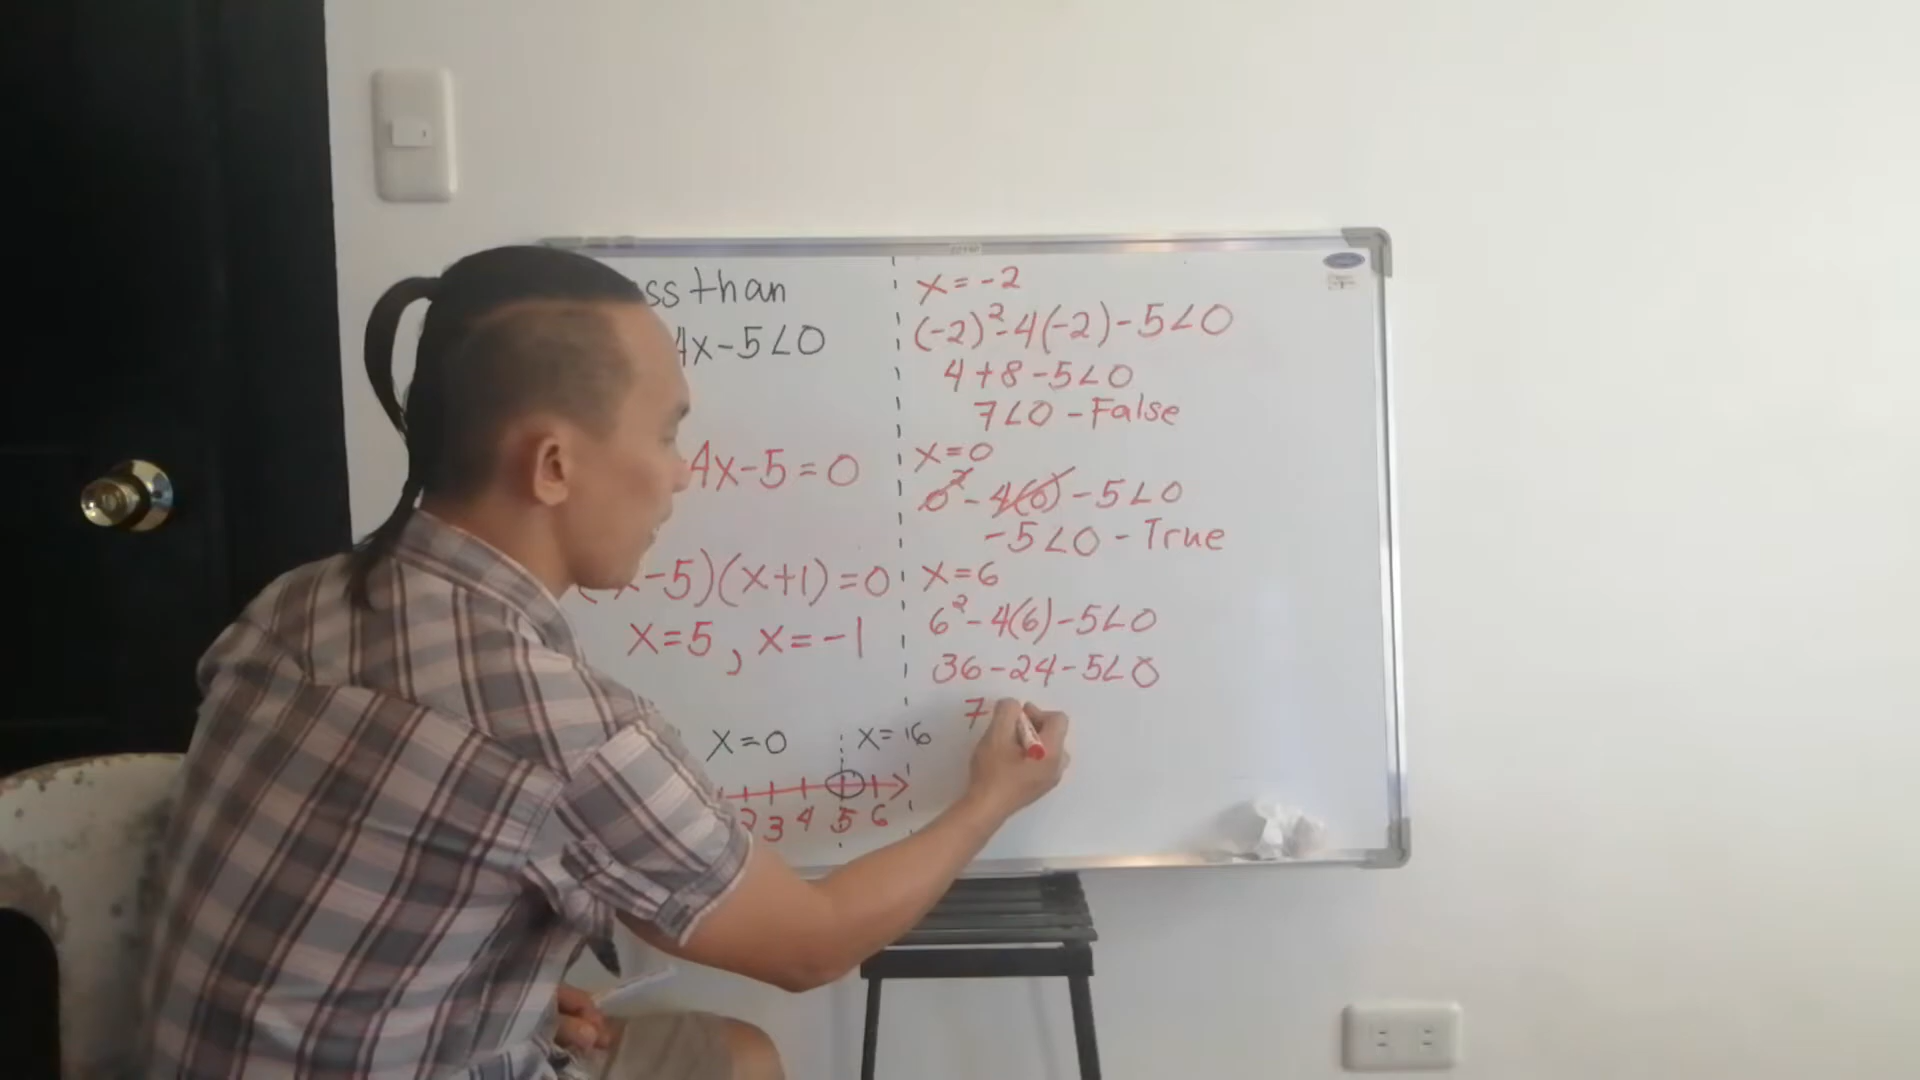 ss than
4x-5<0
4x-5=0
x-5)(x+1)=0
x=5, x=-1
x=0 x=6
2 3 4 5 6
x=-2
(-2)²-4(-2)-5<0
4+8-5<0
7<0 - False
x=0
0²-4(0)-5<0
-5<0 - True
x=6
6²-4(6)-5<0
36-24-5<0
7